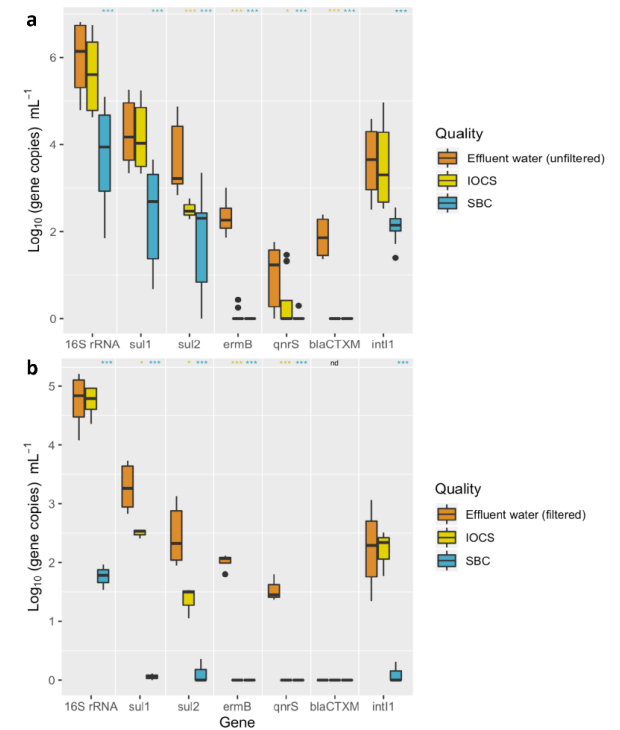 a
*** *** *** *** *** *** * *** *** *** ***
Log10 (gene copies) mL−1
6
4
2
0
16S rRNA sul1 sul2 ermB qnrS blaCTXM intI1
Quality
Effluent water (unfiltered)
IOCS
SBC
b
*** * *** * *** *** *** *** *** nd ***
Log10 (gene copies) mL−1
5
4
3
2
1
0
16S rRNA sul1 sul2 ermB qnrS blaCTXM intI1
Gene
Quality
Effluent water (filtered)
IOCS
SBC